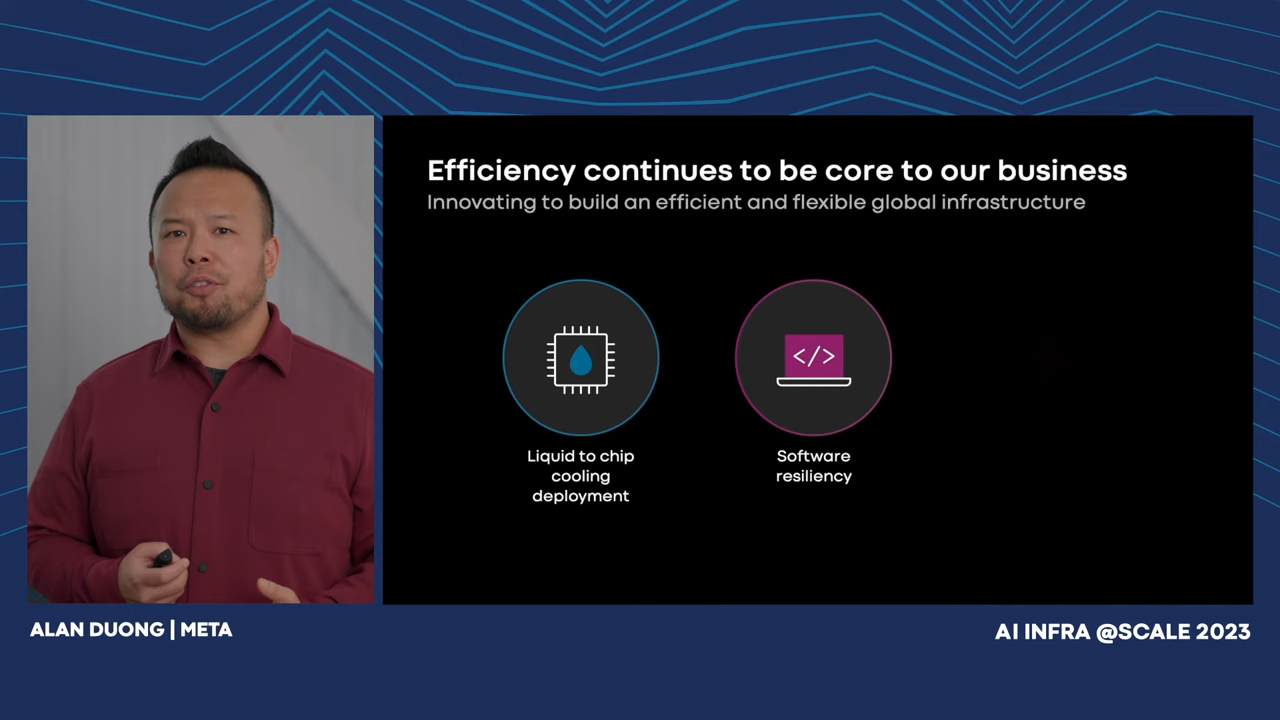 Efficiency continues to be core to our business
Innovating to build an efficient and flexible global infrastructure
</>
Liquid to chip
cooling
deployment
Software
resiliency
ALAN DUONG | META
AI INFRA @SCALE 2023